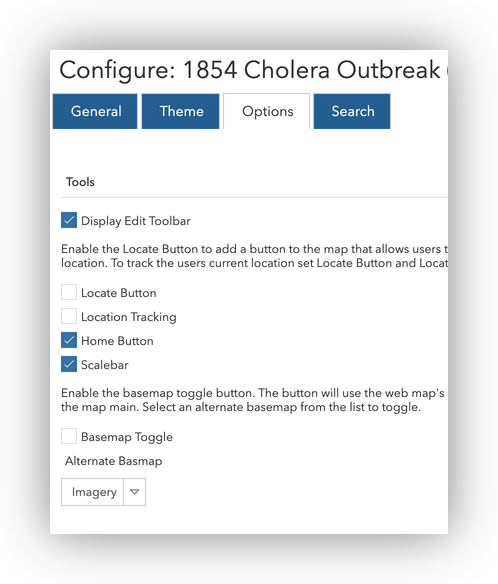 Configure: 1854 Cholera Outbreak
General Theme Options Search
Tools
Display Edit Toolbar
Enable the Locate Button to add a button to the map that allows users
location. To track the users current location set Locate Button and
Locate Button
Location Tracking
Home Button
Scalebar
Enable the basemap toggle button. The button will use the web map's
the map main. Select an alternate basemap from the list to toggle.
Basemap Toggle
Alternate Basmap
Imagery